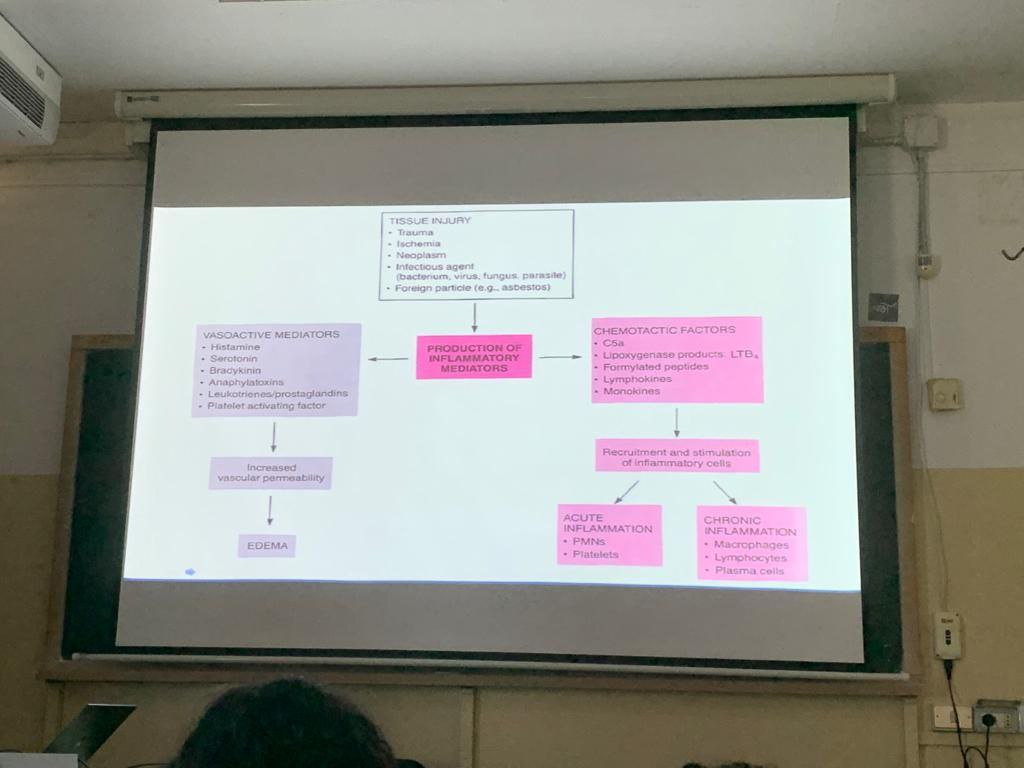 TISSUE INJURY
• Trauma
• Ischemia
• Neoplasm
• Infectious agent
(bacterium, virus, fungus, parasite)
• Foreign particle (e.g., asbestos)
PRODUCTION OF
INFLAMMATORY
MEDIATORS
VASOACTIVE MEDIATORS
• Histamine
• Serotonin
• Bradykinin
• Anaphylatoxins
• Leukotrienes/prostaglandins
• Platelet activating factor
Increased
vascular permeability
EDEMA
CHEMOTACTIC FACTORS
• C5a
• Lipoxygenase products: LTB₄
• Formylated peptides
• Lymphokines
• Monokines
Recruitment and stimulation
of inflammatory cells
ACUTE
INFLAMMATION
• PMNs
• Platelets
CHRONIC
INFLAMMATION
• Macrophages
• Lymphocytes
• Plasma cells